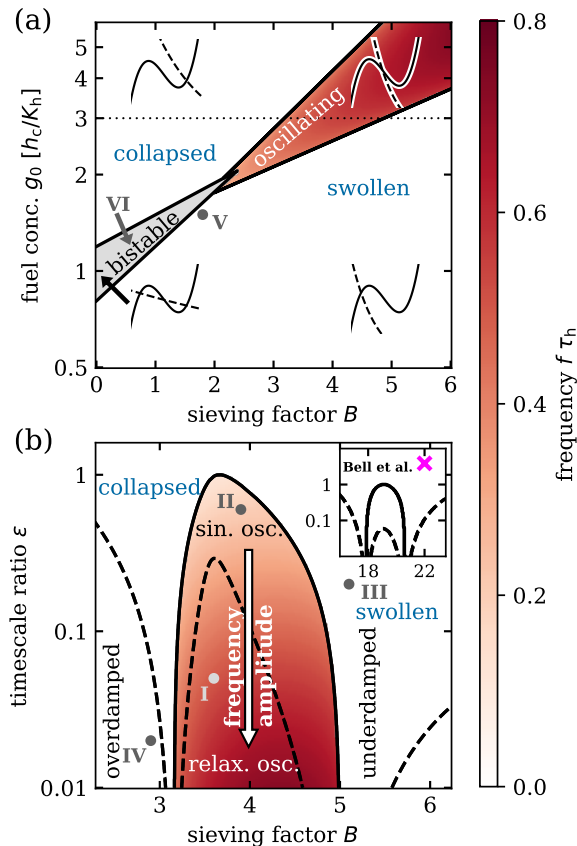 (a)
fuel conc. g₀ [h_c/K_h]
5
4
3
2
1
0.5
collapsed
oscillating
swollen
VI
V
bistable
0 1 2 3 4 5 6
sieving factor B
(b)
timescale ratio ε
1
0.1
0.01
collapsed
II
sin. osc.
Bell et al.
1
0.1
18 22
III
swollen
frequency
amplitude
I
IV
overdamped
underdamped
relax. osc.
3 4 5 6
sieving factor B
0.8
0.6
0.4
0.2
0.0
frequency f τ_h